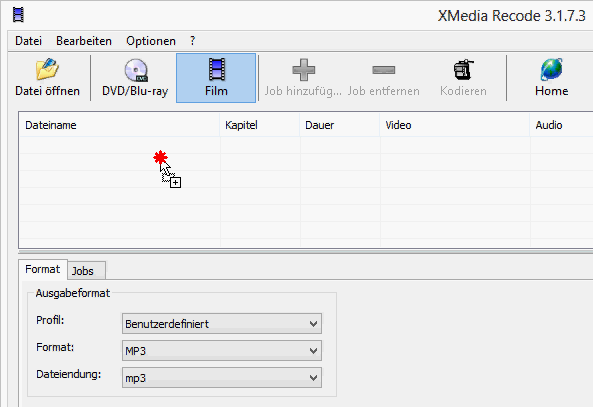 XMedia Recode 3.1.7.3
Datei Bearbeiten Optionen ?
Datei öffnen DVD/Blu-ray Film Job hinzufüg... Job entfernen Kodieren Home
Dateiname Kapitel Dauer Video Audio
Format Jobs
Ausgabeformat
Profil: Benutzerdefiniert
Format: MP3
Dateiendung: mp3